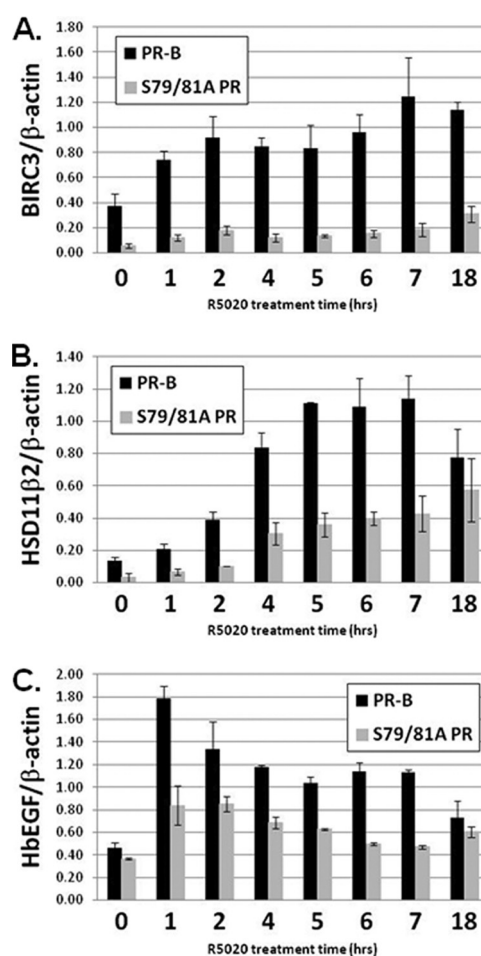 A.
BIRC3/β-actin
1.80
1.60
1.40
1.20
1.00
0.80
0.60
0.40
0.20
0.00
PR-B
S79/81A PR
0 1 2 4 5 6 7 18
R5020 treatment time (hrs)
B.
HSD11β2/β-actin
1.40
1.20
1.00
0.80
0.60
0.40
0.20
0.00
PR-B
S79/81A PR
0 1 2 4 5 6 7 18
R5020 treatment time (hrs)
C.
HbEGF/β-actin
2.00
1.80
1.60
1.40
1.20
1.00
0.80
0.60
0.40
0.20
0.00
PR-B
S79/81A PR
0 1 2 4 5 6 7 18
R5020 treatment time (hrs)